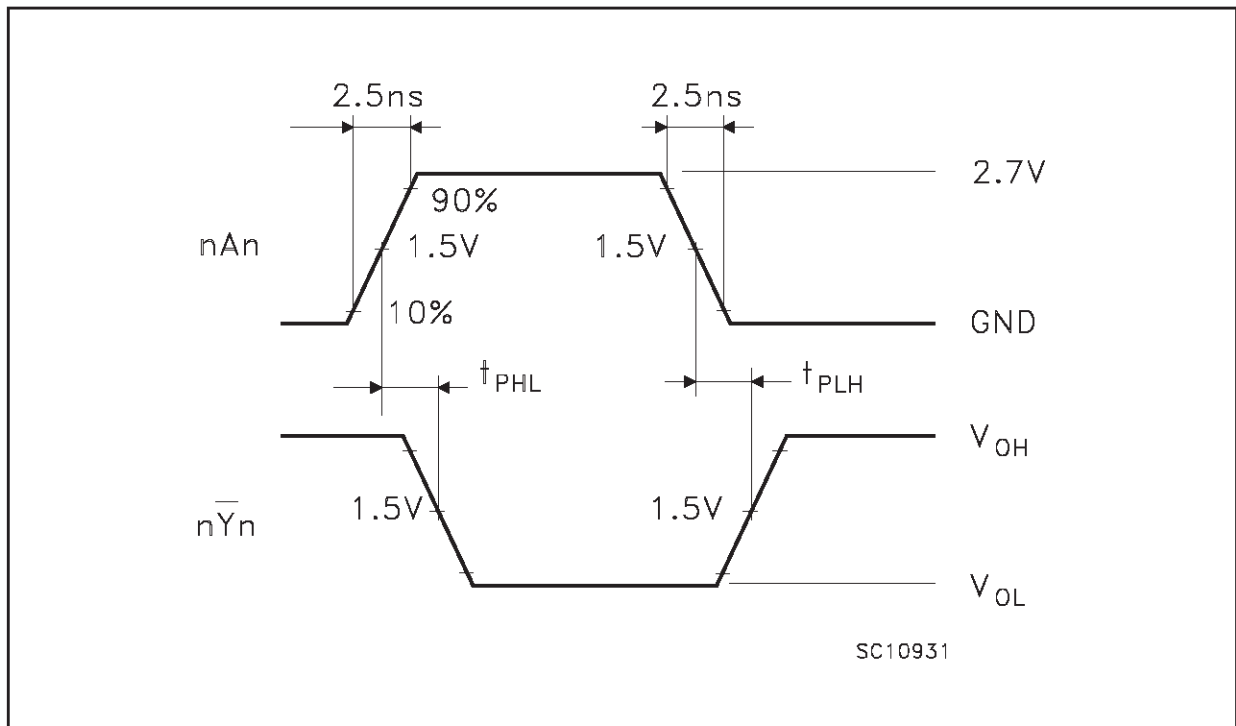 2.5ns 2.5ns
2.7V
90%
nAn 1.5V 1.5V
10% GND
tPHL tPLH
VOH
1.5V 1.5V
nY̅n
VOL
SC10931